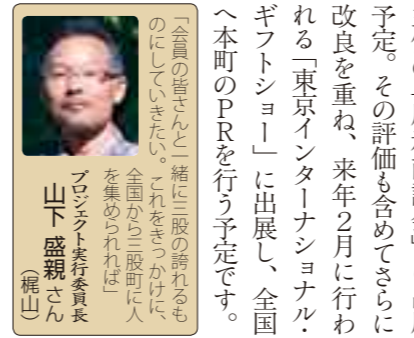 予定。その評価も含めてさらに
改良を重ね、来年2月に行わ
れる「東京インターナショナル・
ギフトショー」に出展し、全国
へ本町のPRを行う予定です。
「会員の皆さんと一緒に三股の誇れるも
のにしていきたい。これをきっかけに、
全国から三股町に人
を集められれば」
プロジェクト実行委員長
山下 盛親さん
（梶山）